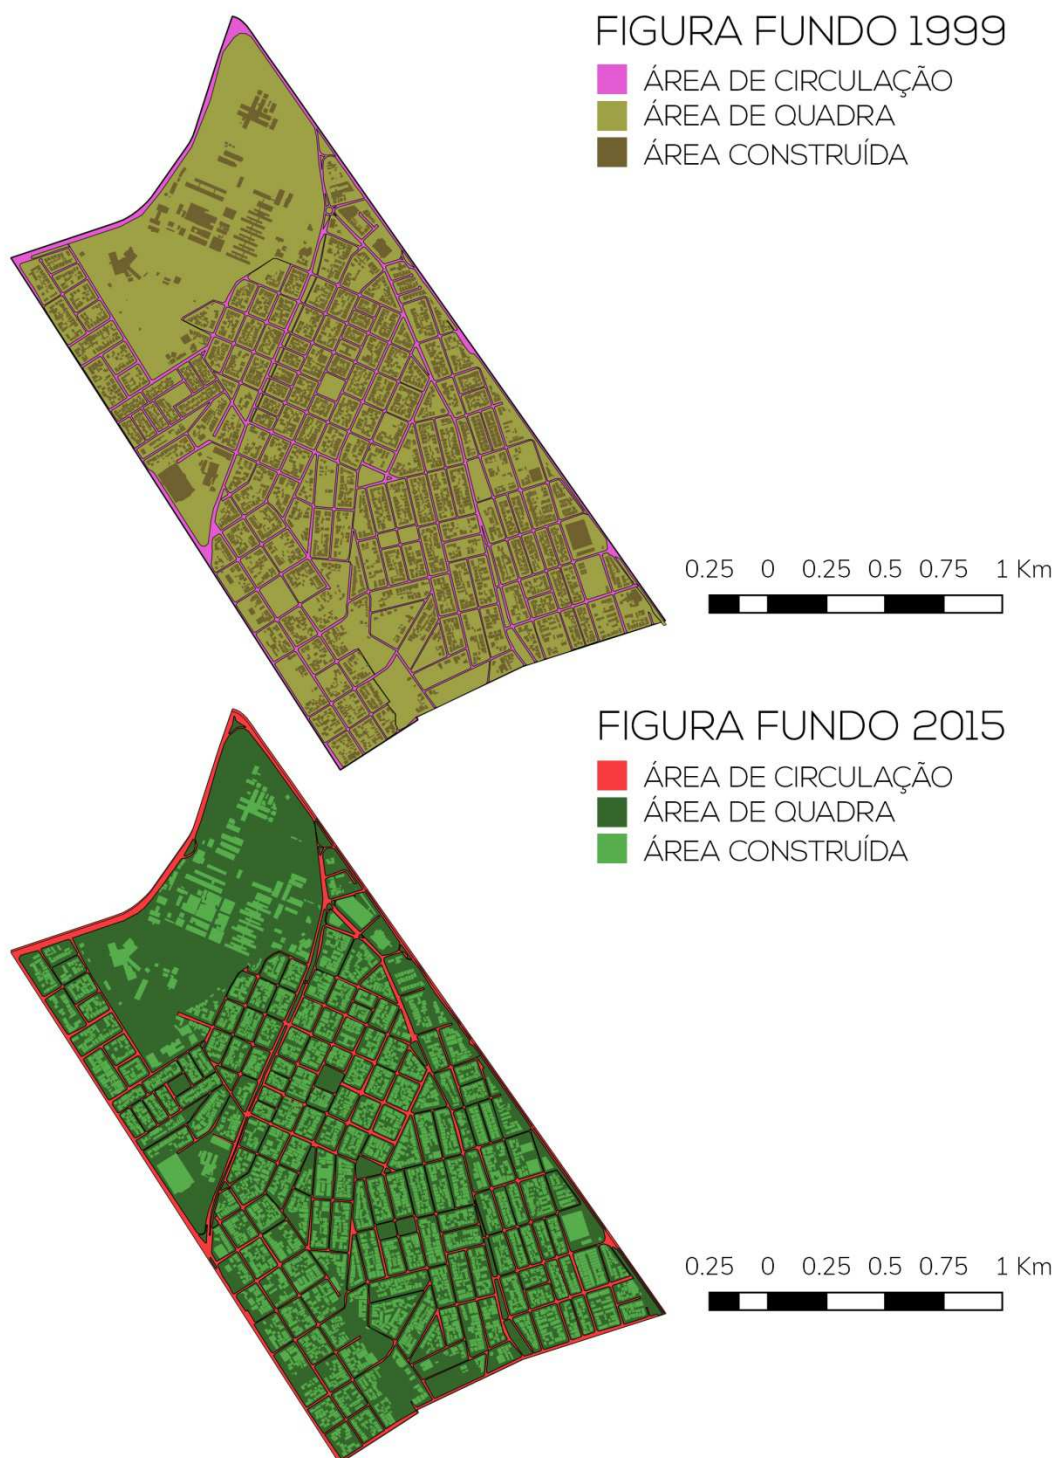 FIGURA FUNDO 1999
ÁREA DE CIRCULAÇÃO
ÁREA DE QUADRA
ÁREA CONSTRUÍDA
0.25 0 0.25 0.5 0.75 1 Km
FIGURA FUNDO 2015
ÁREA DE CIRCULAÇÃO
ÁREA DE QUADRA
ÁREA CONSTRUÍDA
0.25 0 0.25 0.5 0.75 1 Km